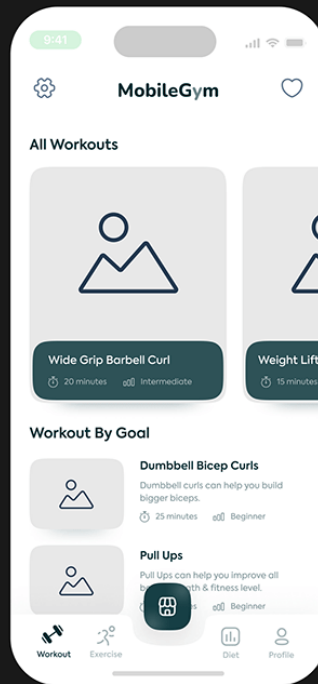 9:41
MobileGym
All Workouts
Wide Grip Barbell Curl
20 minutes Intermediate
Weight Lift
15 minutes
Workout By Goal
Dumbbell Bicep Curls
Dumbbell curls can help you build
bigger biceps.
25 minutes Beginner
Pull Ups
Pull Ups can help you improve all
& fitness level.
Beginner
Workout
Exercise
Diet
Profile